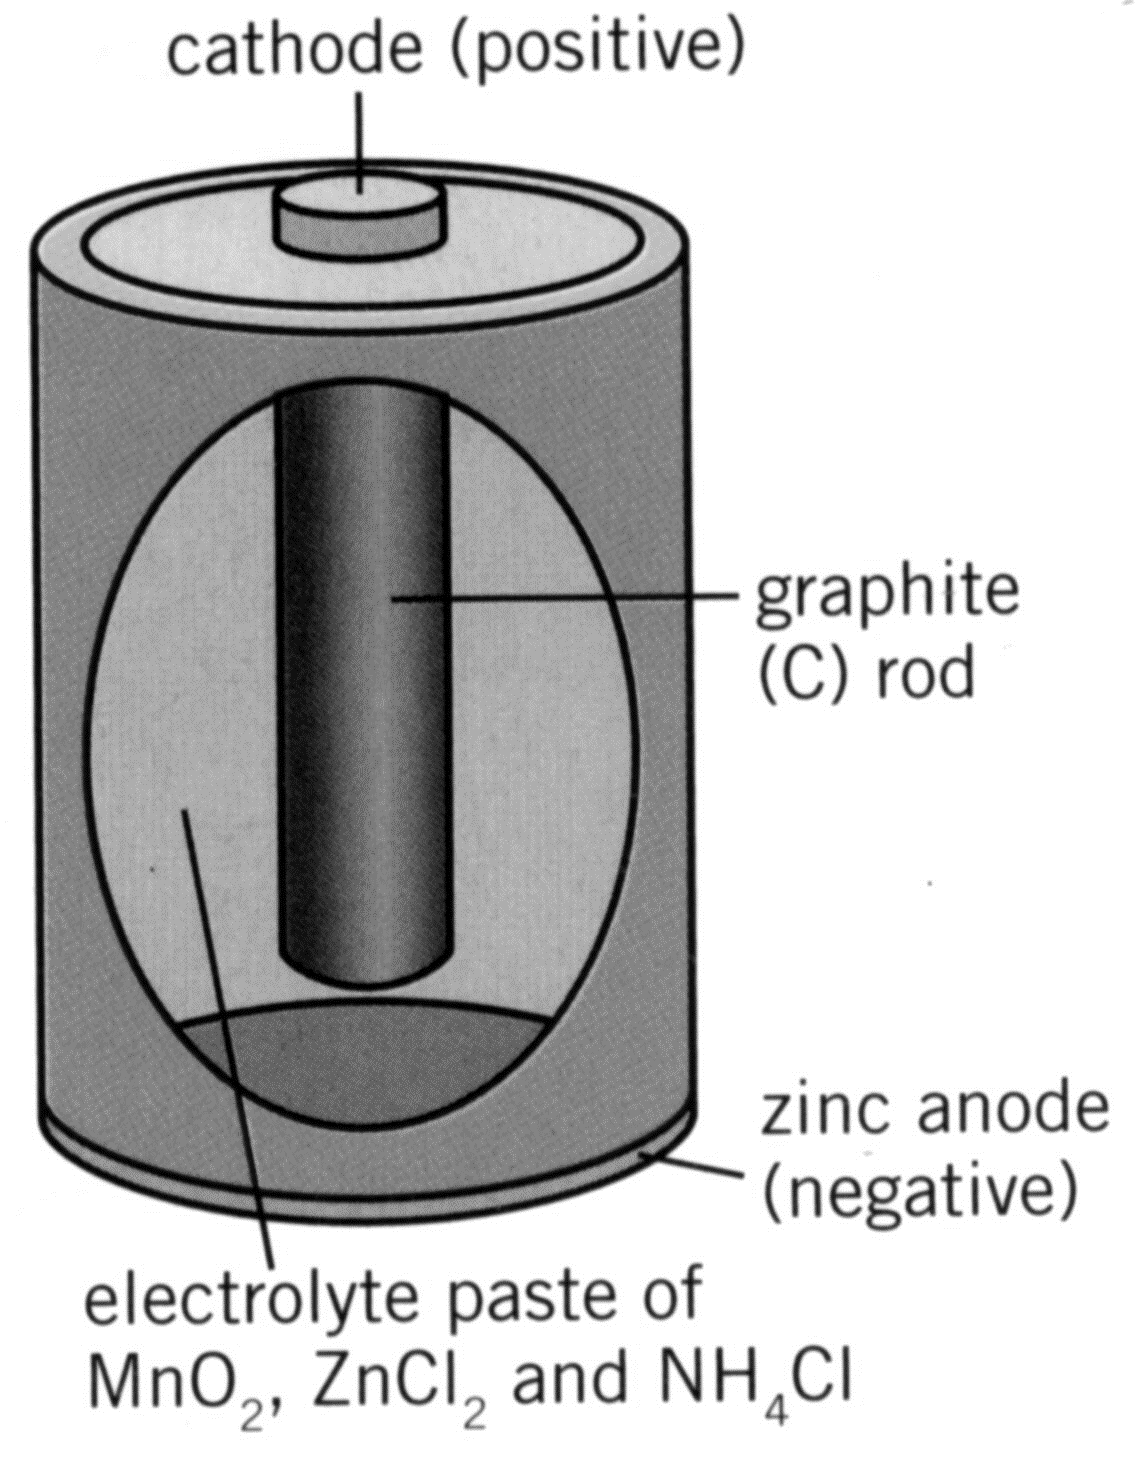 cathode (positive)
graphite
(C) rod
zinc anode
(negative)
electrolyte paste of
MnO₂, ZnCl₂ and NH₄Cl